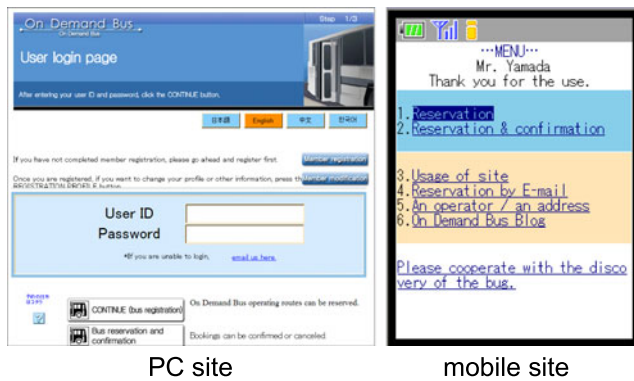 On Demand Bus
On Demand Bus
Step 1/3
User login page
After entering your user ID and password, click the CONTINUE button.
日本語 English 中文 한국어
If you have not completed member registration, please go ahead and register first. Member registration
Once you are registered, if you want to change your profile or other information, press th Member modification
REGISTRATION PROFILE button.
User ID
Password
*If you are unable to login, email us here.
CONTINUE (bus registration) On Demand Bus operating routes can be reserved.
Bus reservation and confirmation Bookings can be confirmed or canceled
PC site
···MENU···
Mr. Yamada
Thank you for the use.
1.Reservation
2.Reservation & confirmation
3.Usage of site
4.Reservation by E-mail
5.An operator / an address
6.On Demand Bus Blog
Please cooperate with the disco
very of the bug.
mobile site